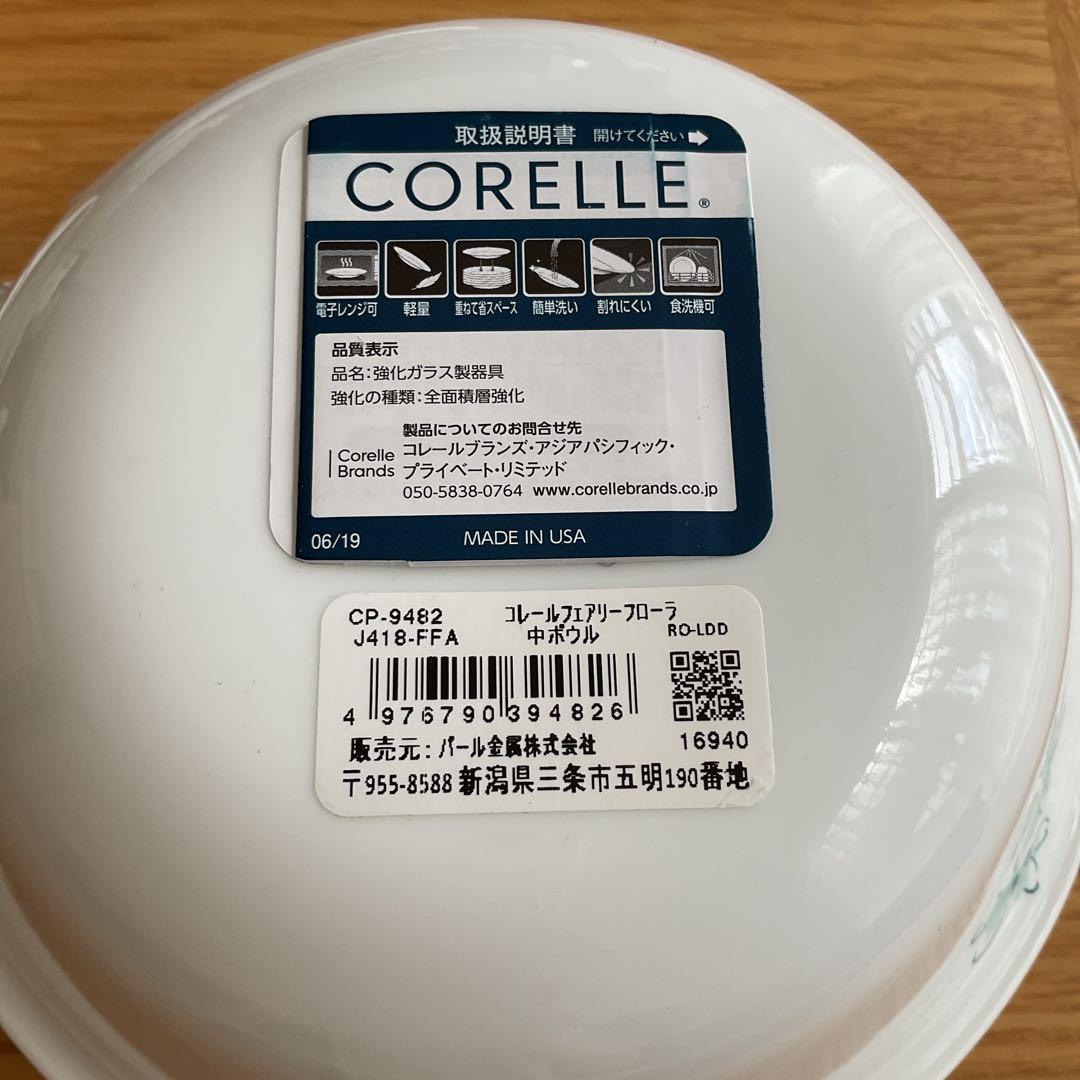 取扱説明書 開けてください
CORELLE®
電子レンジ可 軽量 重ねて省スペース 簡単洗い 割れにくい 食洗機可
品質表示
品名:強化ガラス製器具
強化の種類:全面積層強化
製品についてのお問合せ先
Corelle Brands
コレールブランズ・アジアパシフィック・
プライベート・リミテッド
050-5838-0764 www.corellebrands.co.jp
06/19 MADE IN USA
CP-9482 コレールフェアリーフローラ
J418-FFA 中ボウル RO-LDD
4 976790 394826
販売元:パール金属株式会社 16940
〒955-8588 新潟県三条市五明190番地